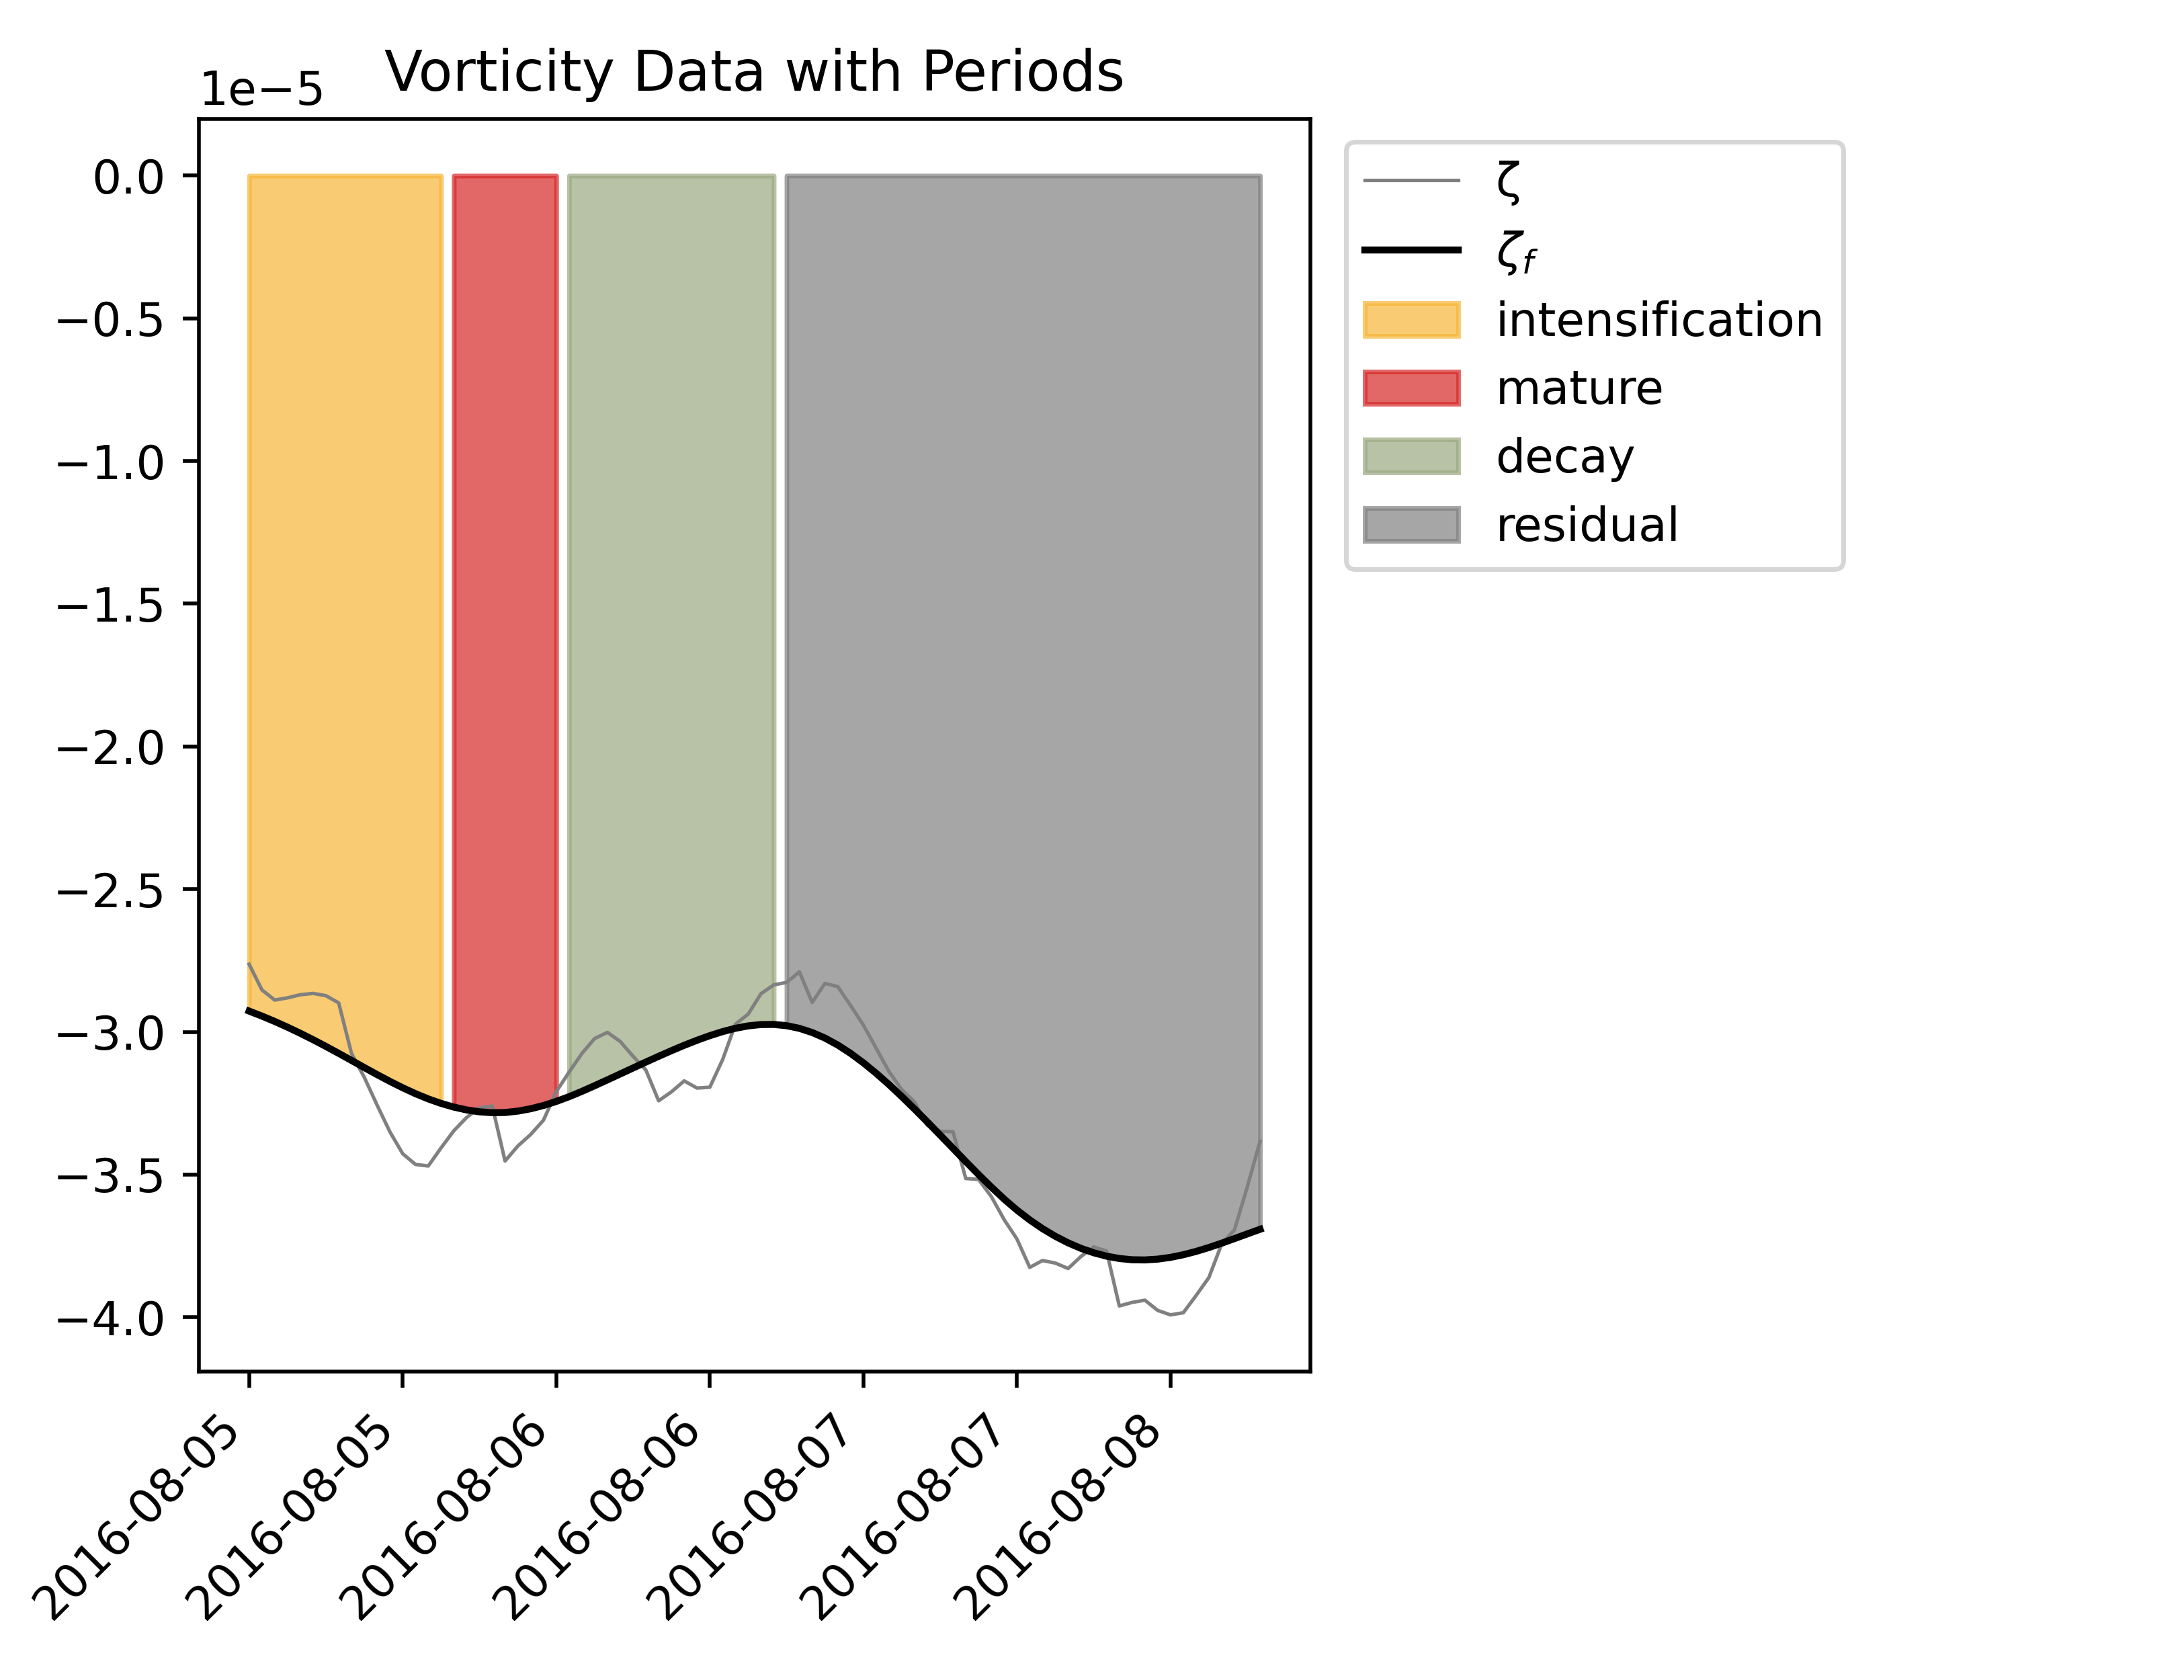 Vorticity Data with Periods
1e−5
0.0
−0.5
−1.0
−1.5
−2.0
−2.5
−3.0
−3.5
−4.0
2016-08-05
2016-08-05
2016-08-06
2016-08-06
2016-08-07
2016-08-07
2016-08-08
ζ
ζf
intensification
mature
decay
residual